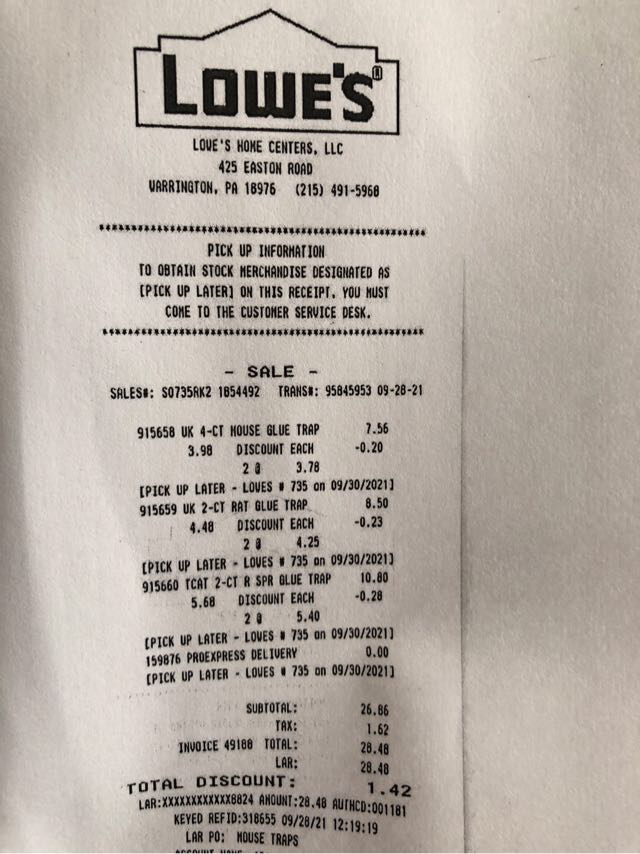 LOWE'S®
LOWE'S HOME CENTERS, LLC
425 EASTON ROAD
WARRINGTON, PA 18976 (215) 491-5968
******************************************************
PICK UP INFORMATION
TO OBTAIN STOCK MERCHANDISE DESIGNATED AS
[PICK UP LATER] ON THIS RECEIPT, YOU MUST
COME TO THE CUSTOMER SERVICE DESK.
******************************************************
- SALE -
SALES#: S0735RK2 1854492 TRANS#: 95845953 09-28-21
915658 UK 4-CT MOUSE GLUE TRAP 7.56
3.98 DISCOUNT EACH -0.20
2 @ 3.78
[PICK UP LATER - LOWES # 735 on 09/30/2021]
915659 UK 2-CT RAT GLUE TRAP 8.50
4.48 DISCOUNT EACH -0.23
2 @ 4.25
[PICK UP LATER - LOWES # 735 on 09/30/2021]
915660 TCAT 2-CT R SPR GLUE TRAP 10.80
5.68 DISCOUNT EACH -0.28
2 @ 5.40
[PICK UP LATER - LOWES # 735 on 09/30/2021]
159876 PROEXPRESS DELIVERY 0.00
[PICK UP LATER - LOWES # 735 on 09/30/2021]
SUBTOTAL: 26.86
TAX: 1.62
INVOICE 49188 TOTAL: 28.48
LAR: 28.48
TOTAL DISCOUNT: 1.42
LAR:XXXXXXXXXXXX8824 AMOUNT:28.48 AUTHCD:001181
KEYED REFID:318655 09/28/21 12:19:19
LAR PO: MOUSE TRAPS